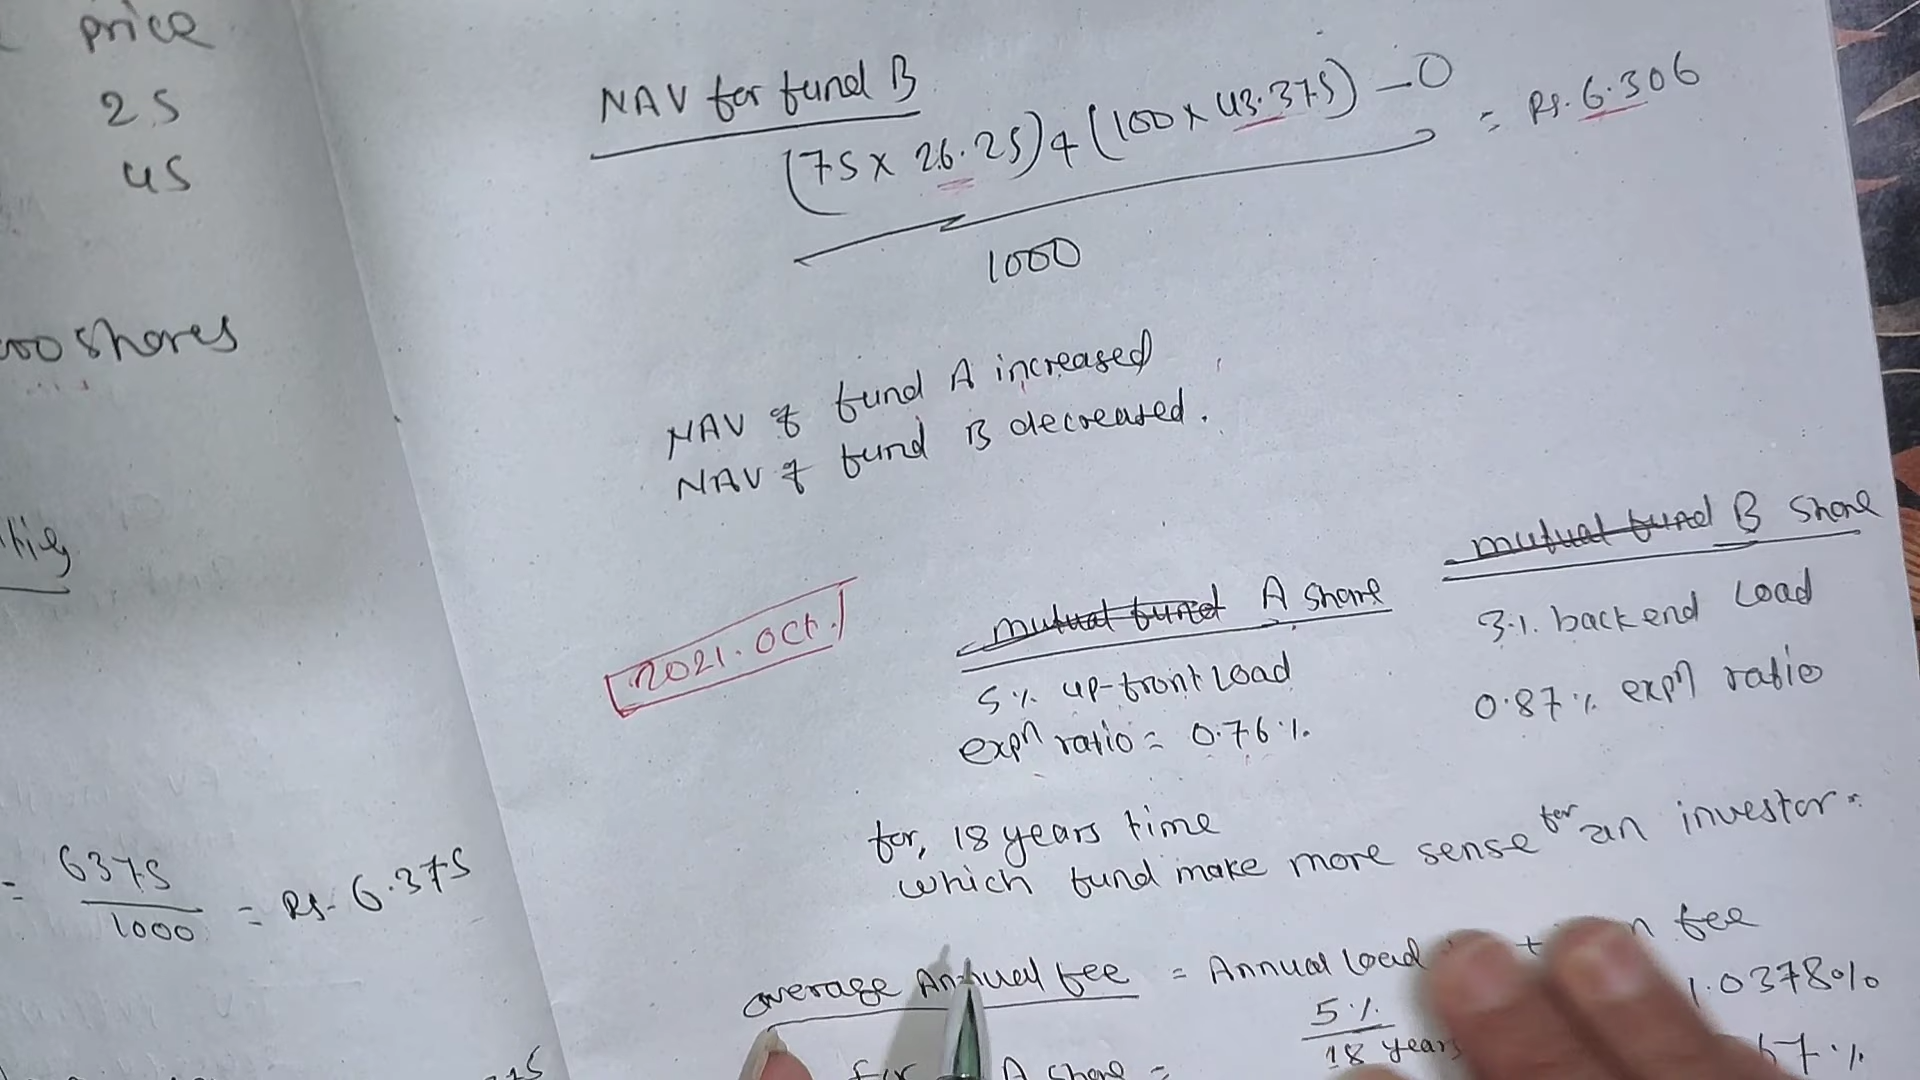 price
25
45
shares
= 6375 / 1000 = Rs. 6.375
NAV for fund B
(75 x 26.25) + (100 x 43.375) - 0 = Rs. 6.306
1000
NAV of fund A increased
NAV of fund B decreased.
2021. Oct.
mutual fund A share
5% up-front Load
expn ratio = 0.76%.
mutual fund B share
3%. back end Load
0.87% expn ratio
for, 18 years time
which fund make more sense for an investor.
average Annual fee = Annual load + fee
5% / 18 years
1.0378%
for A share =
67%